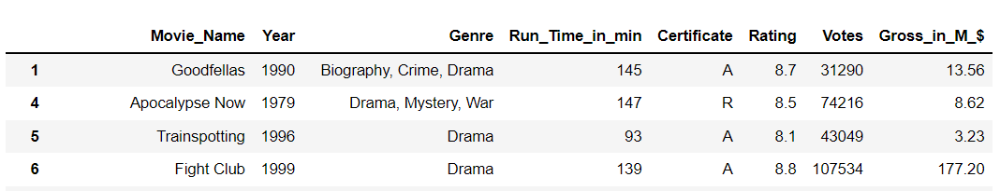 Movie_Name Year Genre Run_Time_in_min Certificate Rating Votes Gross_in_M_$
1 Goodfellas 1990 Biography, Crime, Drama 145 A 8.7 31290 13.56
4 Apocalypse Now 1979 Drama, Mystery, War 147 R 8.5 74216 8.62
5 Trainspotting 1996 Drama 93 A 8.1 43049 3.23
6 Fight Club 1999 Drama 139 A 8.8 107534 177.20